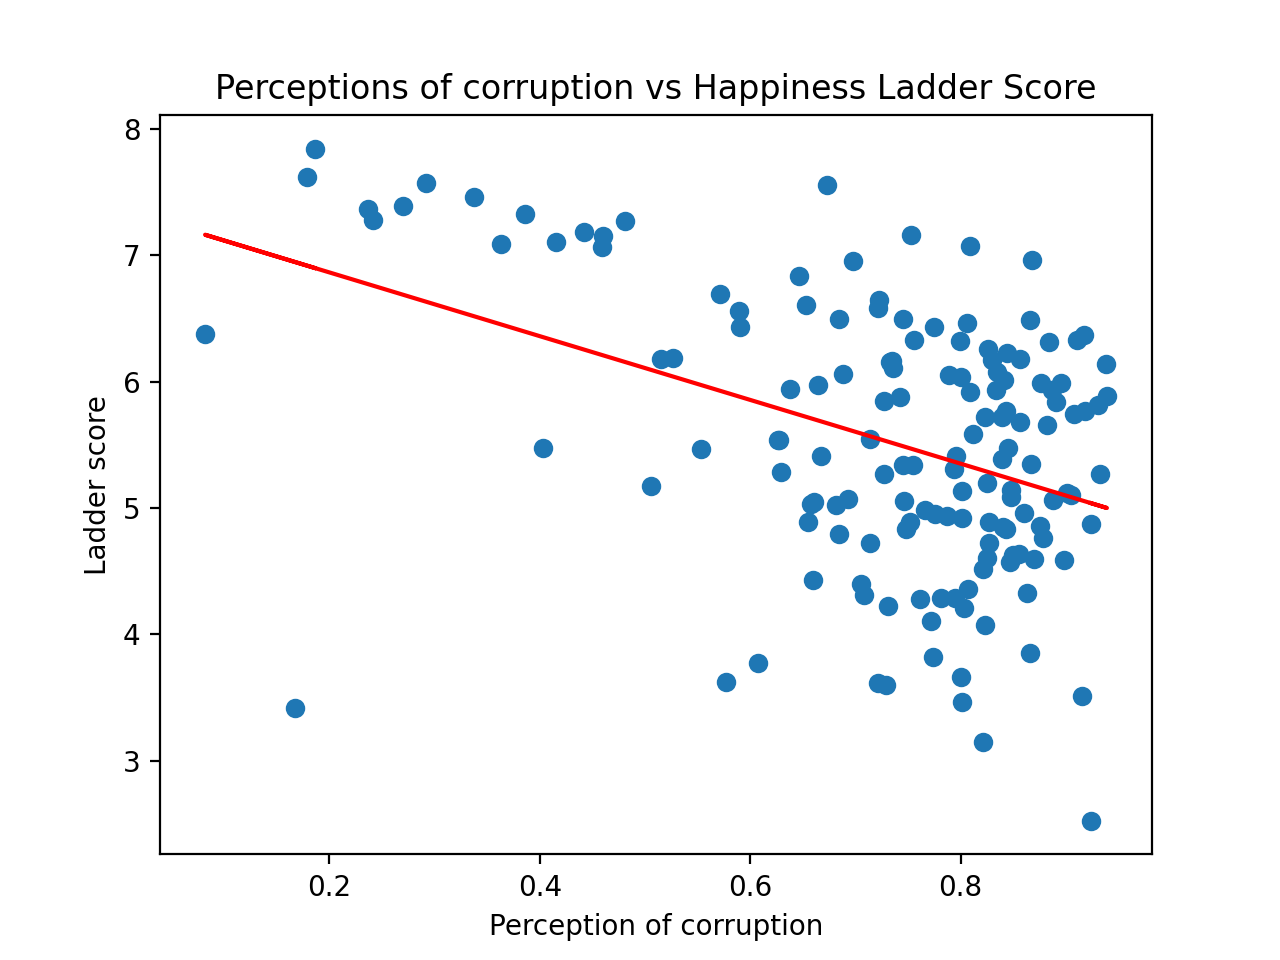 Perceptions of corruption vs Happiness Ladder Score
8
7
6
5
4
3
Ladder score
0.2 0.4 0.6 0.8
Perception of corruption